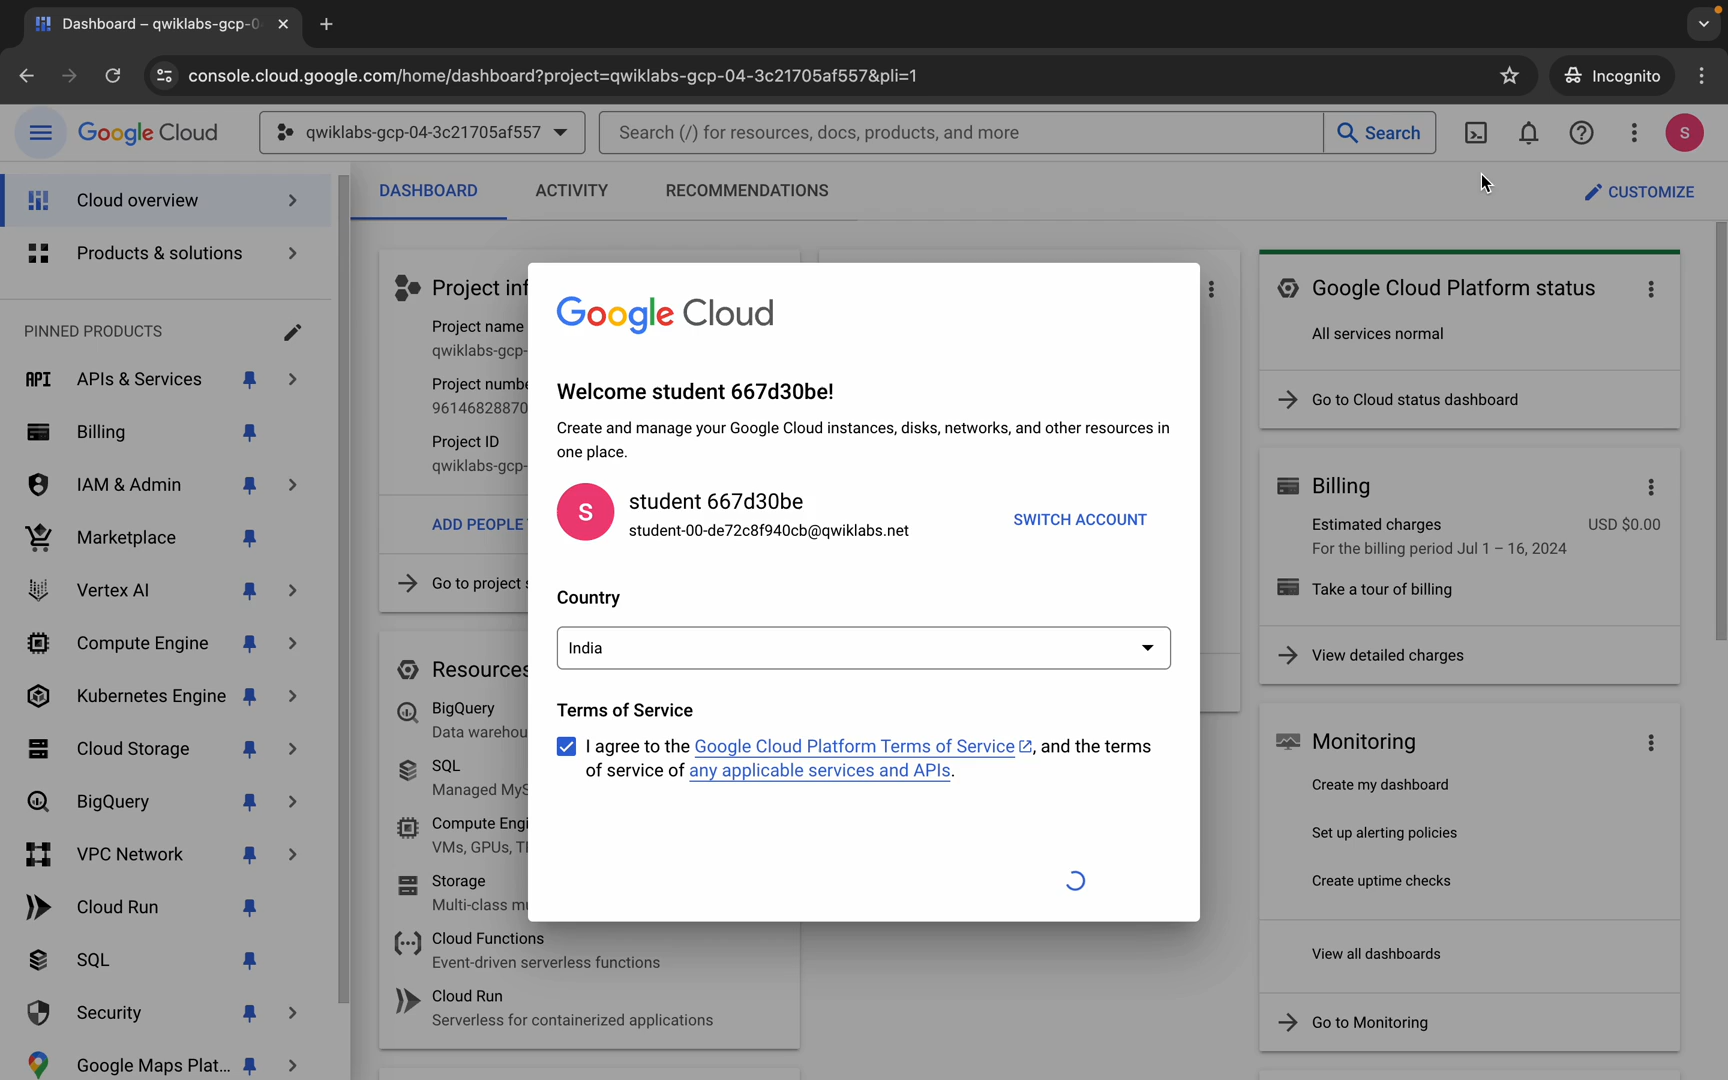 Dashboard – qwiklabs-gcp-0
console.cloud.google.com/home/dashboard?project=qwiklabs-gcp-04-3c21705af557&pli=1
Incognito
Google Cloud
qwiklabs-gcp-04-3c21705af557
Search (/) for resources, docs, products, and more
Search
S
Cloud overview
Products & solutions
PINNED PRODUCTS
API
APIs & Services
Billing
IAM & Admin
Marketplace
Vertex AI
Compute Engine
Kubernetes Engine
Cloud Storage
BigQuery
VPC Network
Cloud Run
SQL
Security
Google Maps Plat...
DASHBOARD
ACTIVITY
RECOMMENDATIONS
CUSTOMIZE
Project inf
Project name
qwiklabs-gcp-
Project numbe
961468288870
Project ID
qwiklabs-gcp-
ADD PEOPLE
Go to project s
Resources
BigQuery
Data warehou
SQL
Managed MyS
Compute Engi
VMs, GPUs, T
Storage
Multi-class mu
Cloud Functions
Event-driven serverless functions
Cloud Run
Serverless for containerized applications
Google Cloud
Welcome student 667d30be!
Create and manage your Google Cloud instances, disks, networks, and other resources in
one place.
S
student 667d30be
student-00-de72c8f940cb@qwiklabs.net
SWITCH ACCOUNT
Country
India
Terms of Service
I agree to the Google Cloud Platform Terms of Service, and the terms
of service of any applicable services and APIs.
Google Cloud Platform status
All services normal
Go to Cloud status dashboard
Billing
Estimated charges USD $0.00
For the billing period Jul 1 – 16, 2024
Take a tour of billing
View detailed charges
Monitoring
Create my dashboard
Set up alerting policies
Create uptime checks
View all dashboards
Go to Monitoring